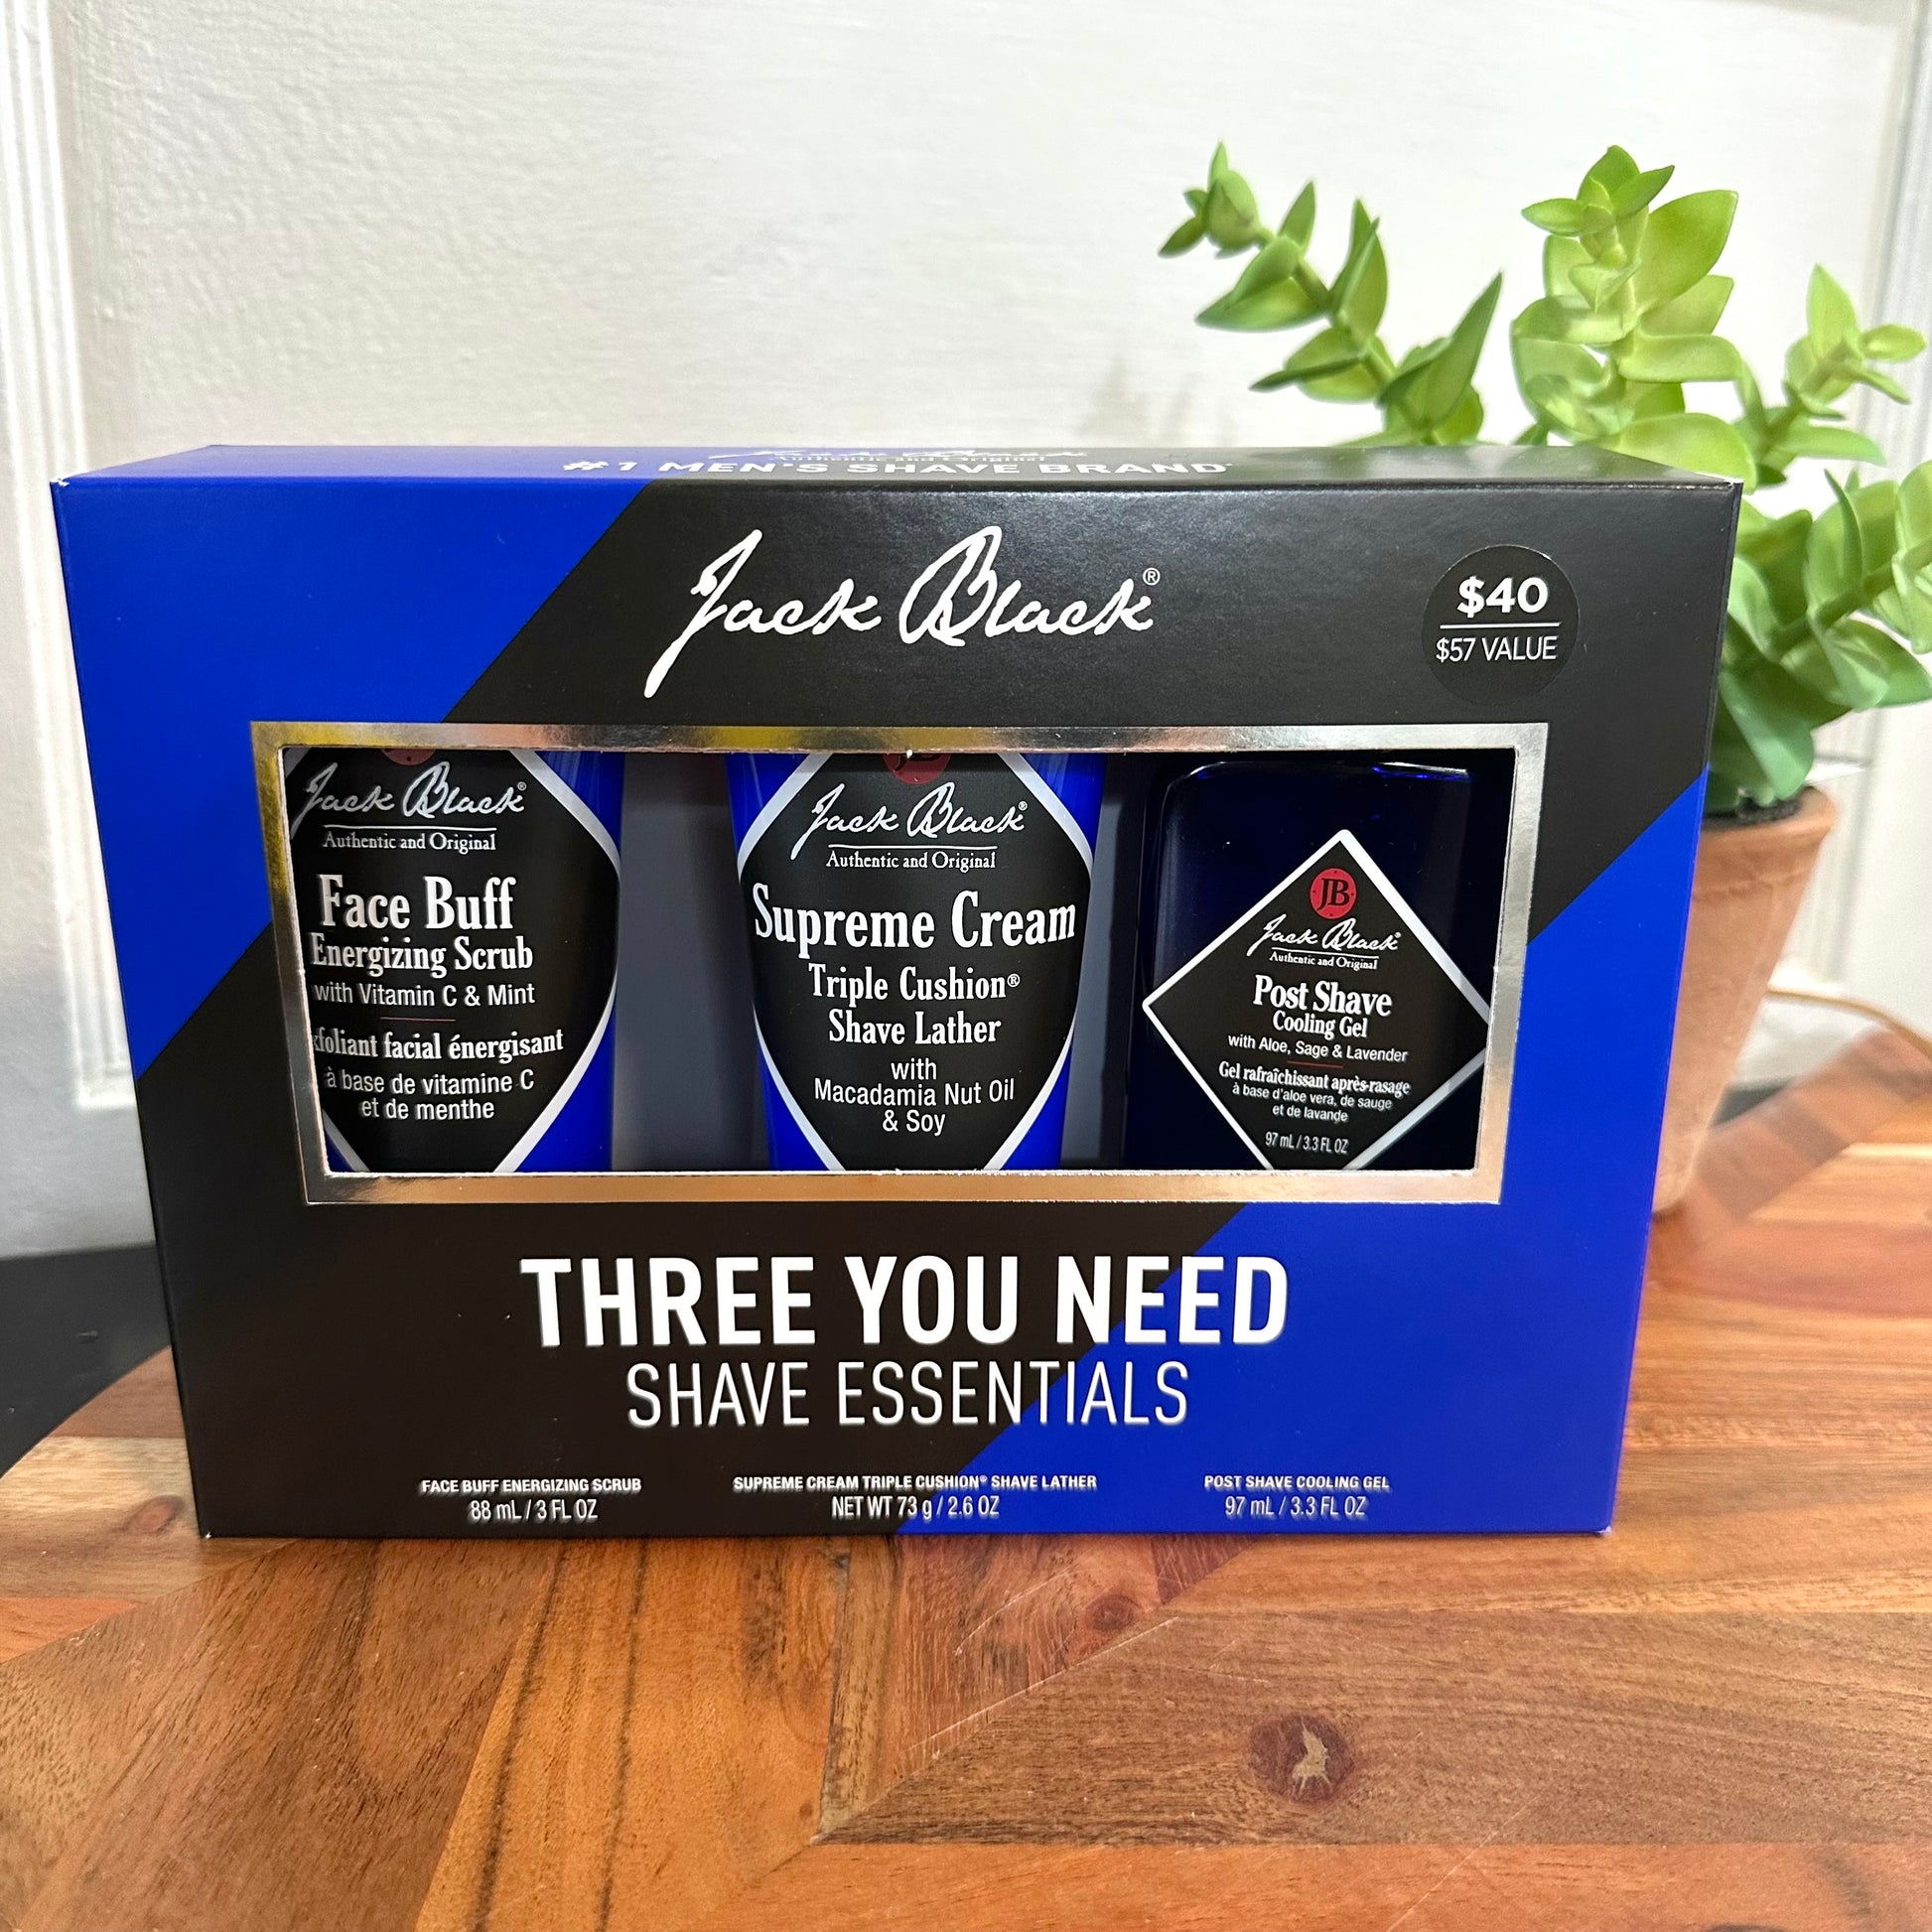 Authentic and Original
#1 MEN'S SHAVE BRAND
Jack Black®
$40
$57 VALUE
Jack Black®
Authentic and Original
Face Buff
Energizing Scrub
with Vitamin C & Mint
facial énergisant
à base de vitamine C
et de menthe
JB
Jack Black®
Authentic and Original
Supreme Cream
Triple Cushion®
Shave Lather
with
Macadamia Nut Oil
& Soy
JB
Jack Black®
Authentic and Original
Post Shave
Cooling Gel
with Aloe, Sage & Lavender
Gel rafraîchissant après-rasage
à base d'aloe vera, de sauge
et de lavande
97 mL / 3.3 FL OZ
THREE YOU NEED
SHAVE ESSENTIALS
FACE BUFF ENERGIZING SCRUB
88 mL / 3 FL OZ
SUPREME CREAM TRIPLE CUSHION® SHAVE LATHER
NET WT 73 g / 2.6 OZ
POST SHAVE COOLING GEL
97 mL / 3.3 FL OZ